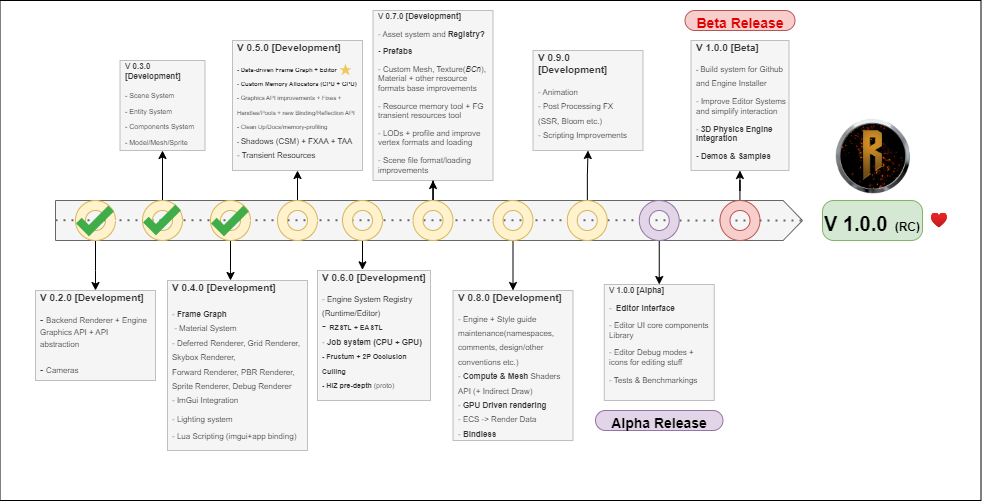 V 0.3.0
[Development]
- Scene System
- Entity System
- Components System
- Model/Mesh/Sprite
V 0.5.0 [Development]
- Data-driven Frame Graph + Editor
- Custom Memory Allocators (CPU + GPU)
- Graphics API improvements + Fixes +
Handles/Pools + new Binding/Reflection API
- Clean Up/Docs/memory-profiling
- Shadows (CSM) + FXAA + TAA
- Transient Resources
V 0.7.0 [Development]
- Asset system and Registry?
- Prefabs
- Custom Mesh, Texture(BCn),
Material + other resource
formats base improvements
- Resource memory tool + FG
transient resources tool
- LODs + profile and improve
vertex formats and loading
- Scene file format/loading
improvements
V 0.9.0
[Development]
- Animation
- Post Processing FX
(SSR, Bloom etc.)
- Scripting Improvements
Beta Release
V 1.0.0 [Beta]
- Build system for Github
and Engine Installer
- Improve Editor Systems
and simplify interaction
- 3D Physics Engine
Integration
- Demos & Samples
R
V 1.0.0 (RC)
V 0.2.0 [Development]
- Backend Renderer + Engine
Graphics API + API
abstraction
- Cameras
V 0.4.0 [Development]
- Frame Graph
- Material System
- Deferred Renderer, Grid Renderer,
Skybox Renderer,
Forward Renderer, PBR Renderer,
Sprite Renderer, Debug Renderer
- ImGui Integration
- Lighting system
- Lua Scripting (imgui+app binding)
V 0.6.0 [Development]
- Engine System Registry
(Runtime/Editor)
- RZSTL + EASTL
- Job system (CPU + GPU)
- Frustum + 2P Occlusion
Culling
- HiZ pre-depth (proto)
V 0.8.0 [Development]
- Engine + Style guide
maintenance(namespaces,
comments, design/other
conventions etc.)
- Compute & Mesh Shaders
API (+ Indirect Draw)
- GPU Driven rendering
- ECS -> Render Data
- Bindless
V 1.0.0 [Alpha]
- Editor Interface
- Editor UI core components
Library
- Editor Debug modes +
icons for editing stuff
- Tests & Benchmarkings
Alpha Release